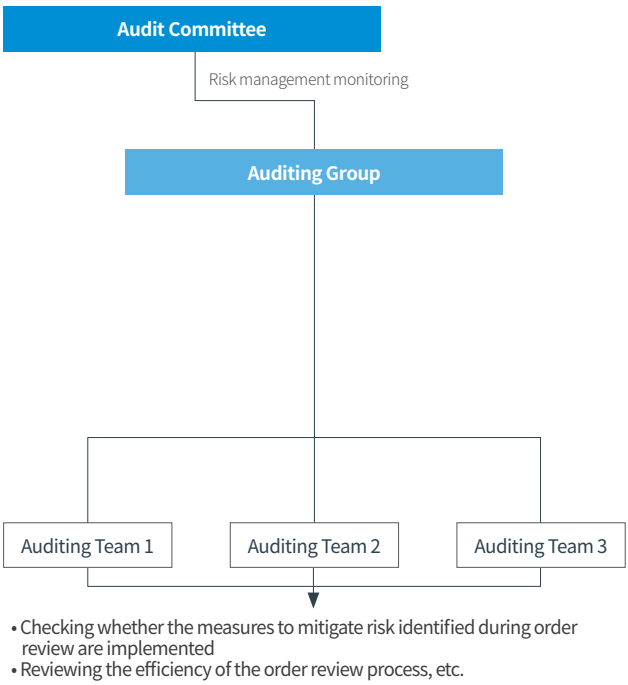 Audit Committee
Risk management monitoring
Auditing Group
Auditing Team 1
Auditing Team 2
Auditing Team 3
• Checking whether the measures to mitigate risk identified during order
review are implemented
• Reviewing the efficiency of the order review process, etc.